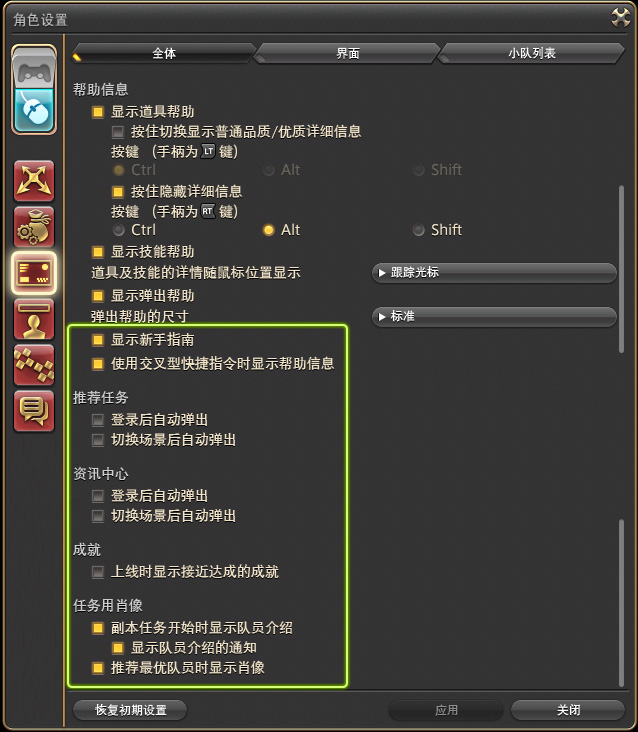 角色设置
全体
界面
小队列表
帮助信息
显示道具帮助
按住切换显示普通品质/优质详细信息
按键 (手柄为 LT 键)
Ctrl Alt Shift
按住隐藏详细信息
按键 (手柄为 RT 键)
Ctrl Alt Shift
显示技能帮助
道具及技能的详情随鼠标位置显示 跟踪光标
显示弹出帮助
弹出帮助的尺寸 标准
显示新手指南
使用交叉型快捷指令时显示帮助信息
推荐任务
登录后自动弹出
切换场景后自动弹出
资讯中心
登录后自动弹出
切换场景后自动弹出
成就
上线时显示接近达成的成就
任务用肖像
副本任务开始时显示队员介绍
显示队员介绍的通知
推荐最优队员时显示肖像
恢复初期设置 应用 关闭